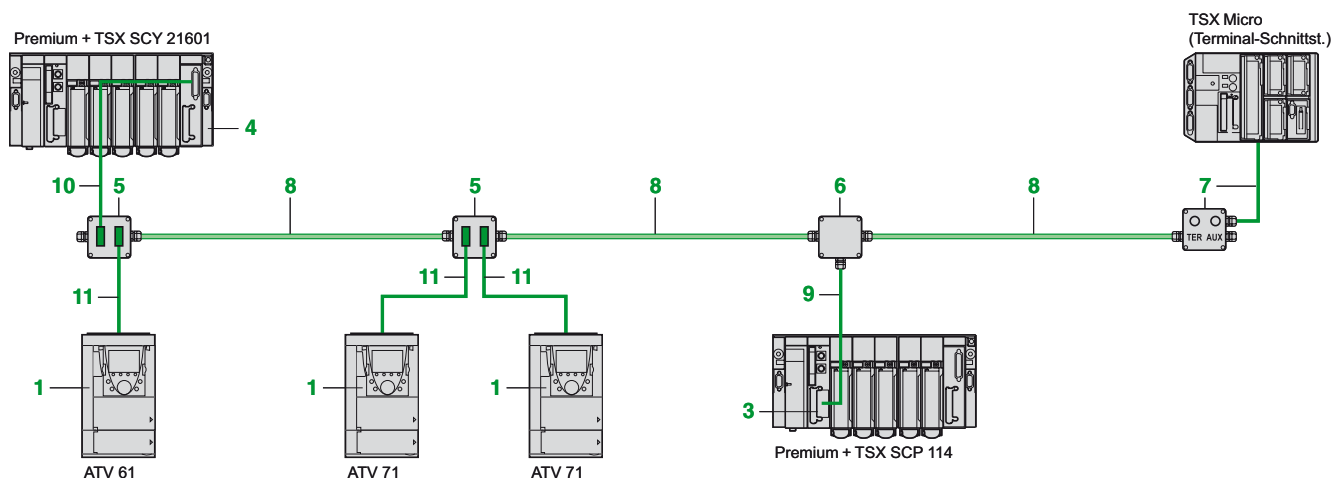 TSX Micro
(Terminal-Schnittst.)
Premium + TSX SCY 21601
4
10
5
8
5
8
6
8
7
TER AUX
11
11
11
9
1
1
1
3
Premium + TSX SCP 114
ATV 61
ATV 71
ATV 71